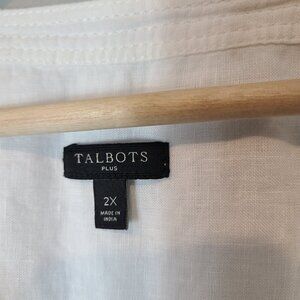 TALBOTS
PLUS
2X
MADE IN
INDIA